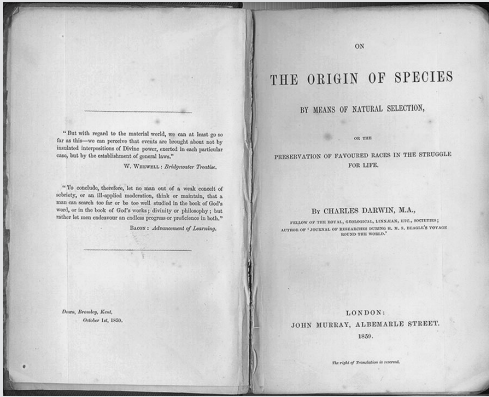 "But with regard to the material world, we can at least go so
far as this—we can perceive that events are brought about not by
insulated interpositions of Divine power, exerted in each particular
case, but by the establishment of general laws."
W. WHEWELL: Bridgewater Treatise.
"To conclude, therefore, let no man out of a weak conceit of
sobriety, or an ill-applied moderation, think or maintain, that a
man can search too far or be too well studied in the book of God's
word, or in the book of God's works; divinity or philosophy; but
rather let men endeavour an endless progress or proficience in both."
BACON: Advancement of Learning.
Down, Bromley, Kent,
October 1st, 1859.
ON
THE ORIGIN OF SPECIES
BY MEANS OF NATURAL SELECTION,
OR THE
PRESERVATION OF FAVOURED RACES IN THE STRUGGLE
FOR LIFE.
BY CHARLES DARWIN, M.A.,
FELLOW OF THE ROYAL, GEOLOGICAL, LINNÆAN, ETC., SOCIETIES;
AUTHOR OF 'JOURNAL OF RESEARCHES DURING H. M. S. BEAGLE'S VOYAGE
ROUND THE WORLD.'
LONDON:
JOHN MURRAY, ALBEMARLE STREET.
1859.
The right of Translation is reserved.